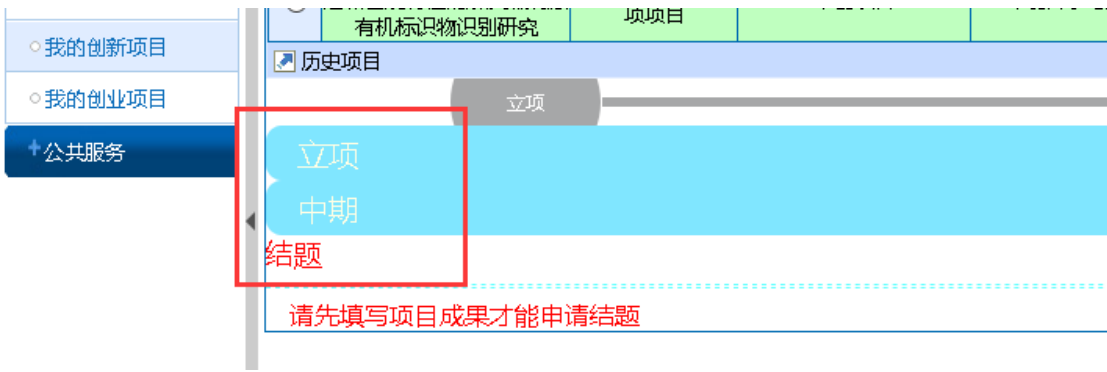 我的创新项目
我的创业项目
+公共服务
有机标识物识别研究
项项目
历史项目
立项
立项
中期
结题
请先填写项目成果才能申请结题